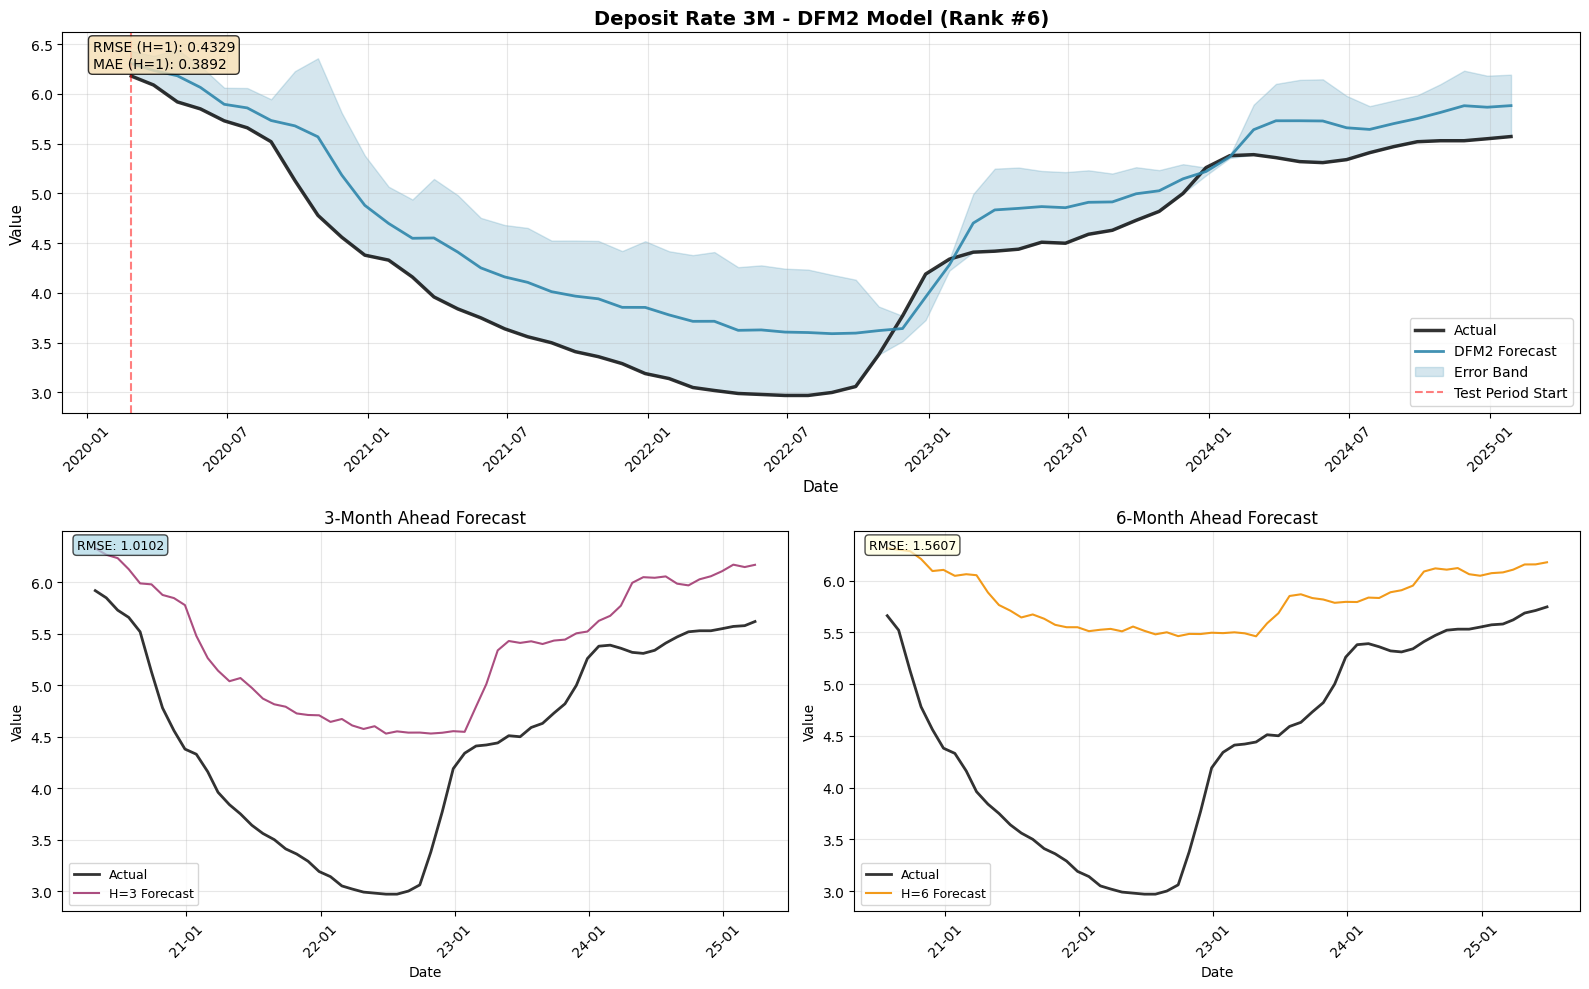 Deposit Rate 3M - DFM2 Model (Rank #6)
RMSE (H=1): 0.4329
MAE (H=1): 0.3892
Value
6.5
6.0
5.5
5.0
4.5
4.0
3.5
3.0
Actual
DFM2 Forecast
Error Band
Test Period Start
2020-01
2020-07
2021-01
2021-07
2022-01
2022-07
2023-01
2023-07
2024-01
2024-07
2025-01
Date
3-Month Ahead Forecast
RMSE: 1.0102
Value
6.0
5.5
5.0
4.5
4.0
3.5
3.0
Actual
H=3 Forecast
21-01
22-01
23-01
24-01
25-01
Date
6-Month Ahead Forecast
RMSE: 1.5607
Value
6.0
5.5
5.0
4.5
4.0
3.5
3.0
Actual
H=6 Forecast
21-01
22-01
23-01
24-01
25-01
Date